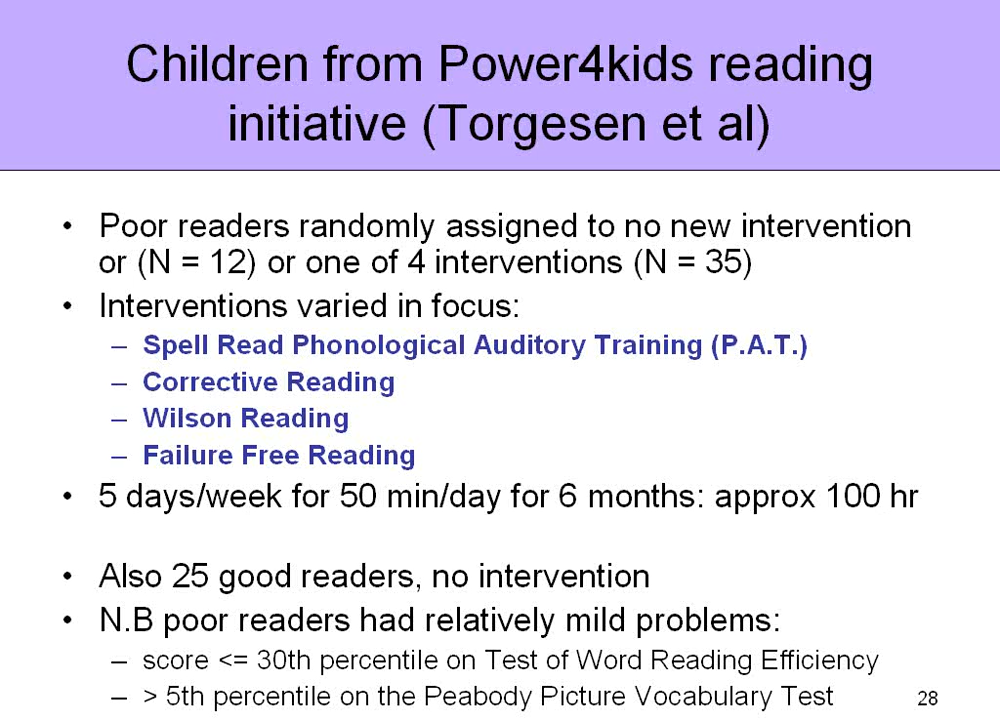 Children from Power4kids reading
initiative (Torgesen et al)
• Poor readers randomly assigned to no new intervention
or (N = 12) or one of 4 interventions (N = 35)
• Interventions varied in focus:
– Spell Read Phonological Auditory Training (P.A.T.)
– Corrective Reading
– Wilson Reading
– Failure Free Reading
• 5 days/week for 50 min/day for 6 months: approx 100 hr
• Also 25 good readers, no intervention
• N.B poor readers had relatively mild problems:
– score <= 30th percentile on Test of Word Reading Efficiency
– > 5th percentile on the Peabody Picture Vocabulary Test
28